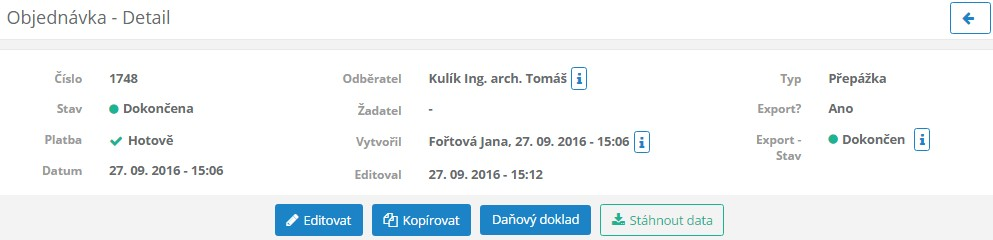 Objednávka - Detail
Číslo 1748 Odběratel Kulík Ing. arch. Tomáš Typ Přepážka
Stav Dokončena Žadatel - Export? Ano
Platba Hotově Vytvořil Fořtová Jana, 27. 09. 2016 - 15:06 Export - Stav Dokončen
Datum 27. 09. 2016 - 15:06 Editoval 27. 09. 2016 - 15:12
Editovat Kopírovat Daňový doklad Stáhnout data